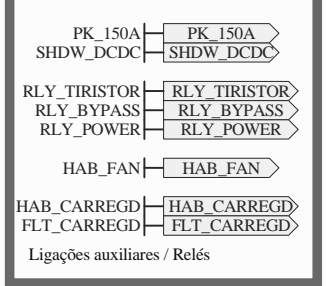 PK_150A PK_150A
SHDW_DCDC SHDW_DCDC
RLY_TIRISTOR RLY_TIRISTOR
RLY_BYPASS RLY_BYPASS
RLY_POWER RLY_POWER
HAB_FAN HAB_FAN
HAB_CARREGD HAB_CARREGD
FLT_CARREGD FLT_CARREGD
Ligações auxiliares / Relés